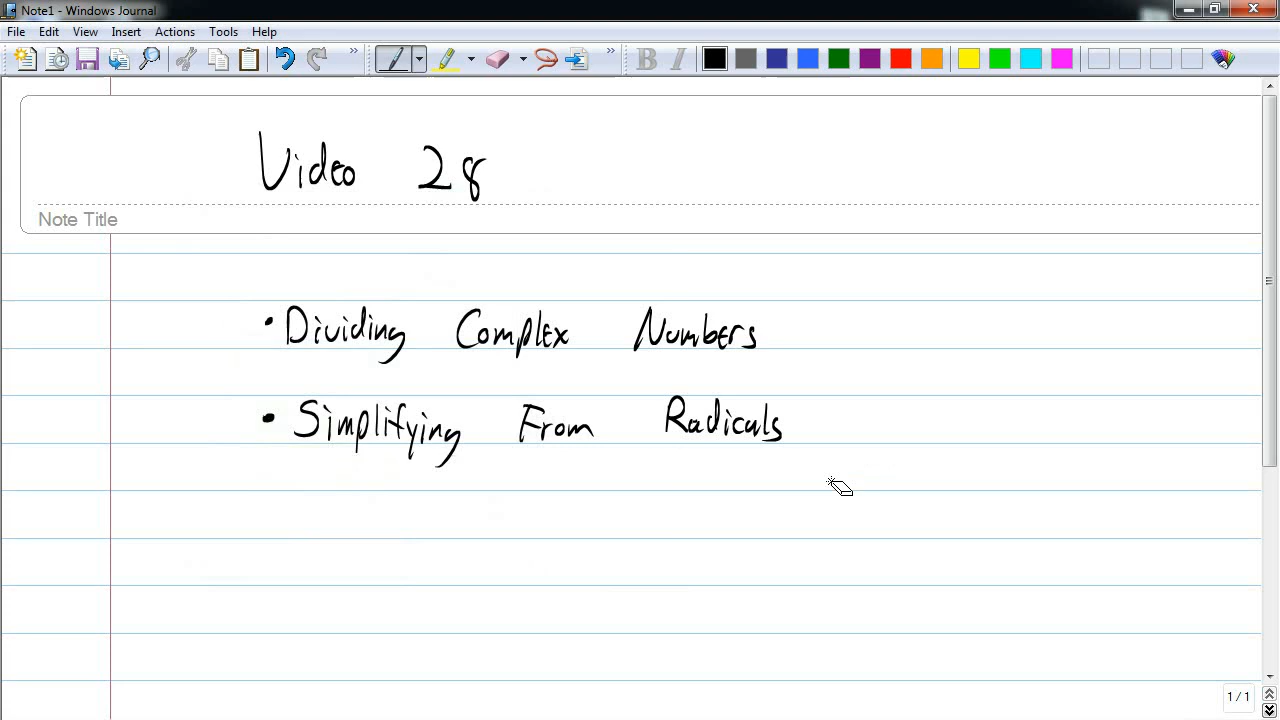 Note1 - Windows Journal
File Edit View Insert Actions Tools Help
B I
Video 28
Note Title
• Dividing Complex Numbers
• Simplifying From Radicals
1 / 1